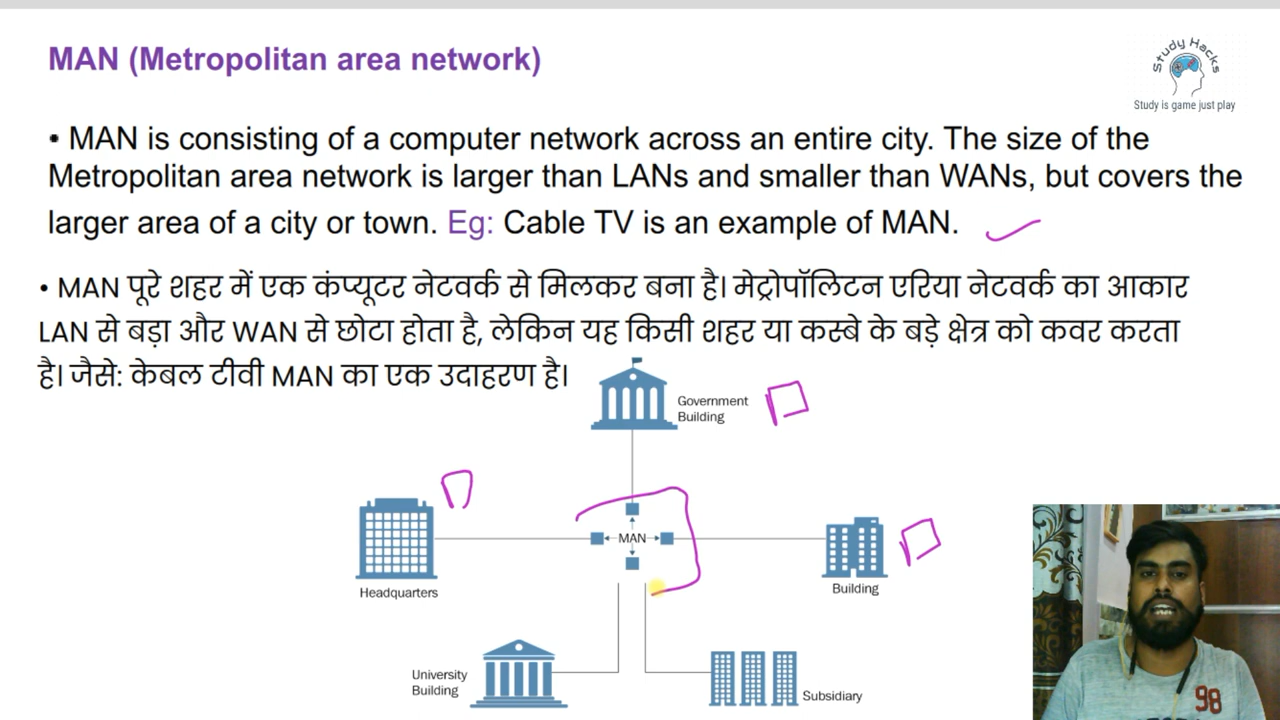 MAN (Metropolitan area network)
Study Hacks
Study is game just play
• MAN is consisting of a computer network across an entire city. The size of the
Metropolitan area network is larger than LANs and smaller than WANs, but covers the
larger area of a city or town. Eg: Cable TV is an example of MAN.
• MAN पूरे शहर में एक कंप्यूटर नेटवर्क से मिलकर बना है। मेट्रोपॉलिटन एरिया नेटवर्क का आकार
LAN से बड़ा और WAN से छोटा होता है, लेकिन यह किसी शहर या कस्बे के बड़े क्षेत्र को कवर करता
है। जैसे: केबल टीवी MAN का एक उदाहरण है।
Government
Building
MAN
Headquarters
Building
University
Building
Subsidiary
98